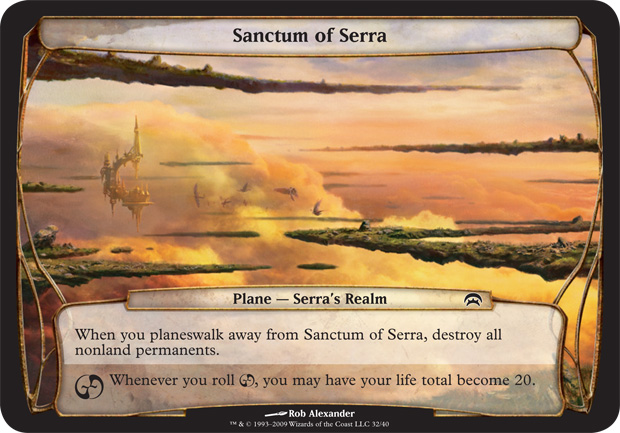 Sanctum of Serra
Plane — Serra's Realm
When you planeswalk away from Sanctum of Serra, destroy all
nonland permanents.
Whenever you roll , you may have your life total become 20.
Rob Alexander
™ & © 1993–2009 Wizards of the Coast LLC 32/40